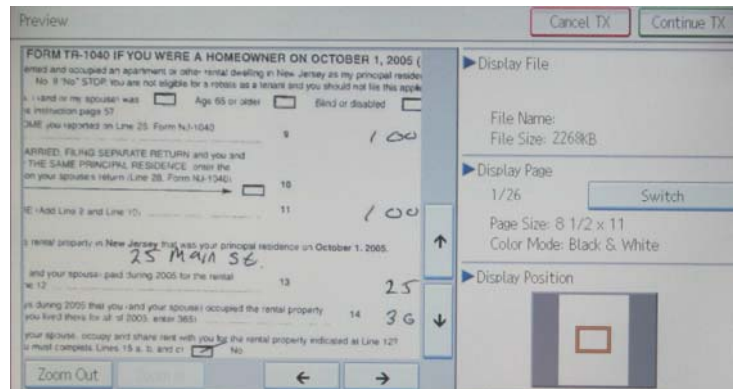 Preview
Cancel TX
Continue TX
FORM TR-1040 IF YOU WERE A HOMEOWNER ON OCTOBER 1, 2005 (
ented and occupied an apartment or other rental dwelling in New Jersey as my principal reside
No. If "No" STOP. You are not eligible for a rebate as a tenant and you should not file this appl
I and or my spouse was Age 65 or older Blind or disabled
instruction page 57
OME you reported on Line 28, Form NJ-1040
9 100
ARRIED, FILING SEPARATE RETURN and you and
THE SAME PRINCIPAL RESIDENCE, enter the
on your spouse's return (Line 28, Form NJ-1040)
10
E (Add Line 9 and Line 10)
11 100
s rental property in New Jersey that was your principal residence on October 1, 2005.
25 Main St.
and your spouse paid during 2005 for the rental
ne 12
13 25
ys during 2005 that you (and your spouse) occupied the rental property
you lived there for all of 2005, enter 365)
14 36
your spouse, occupy and share rent with you for the rental property indicated at Line 12?
u must complete Lines 15 a, b, and c) No
Zoom Out
Display File
File Name:
File Size: 2268KB
Display Page
1/26
Switch
Page Size: 8 1/2 x 11
Color Mode: Black & White
Display Position